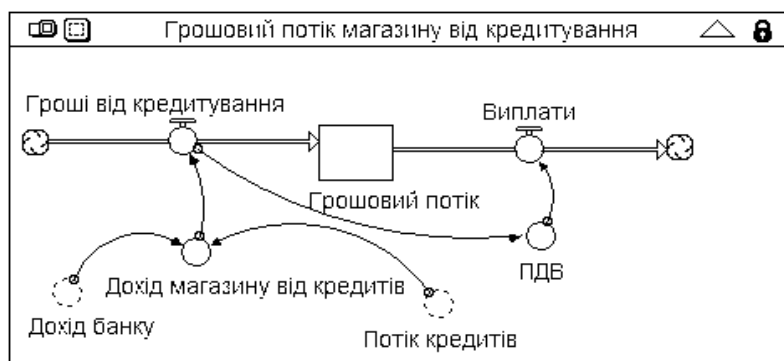 Грошовий потік магазину від кредитування
Гроші від кредитування
Виплати
Грошовий потік
ПДВ
Дохід магазину від кредитів
Дохід банку
Потік кредитів